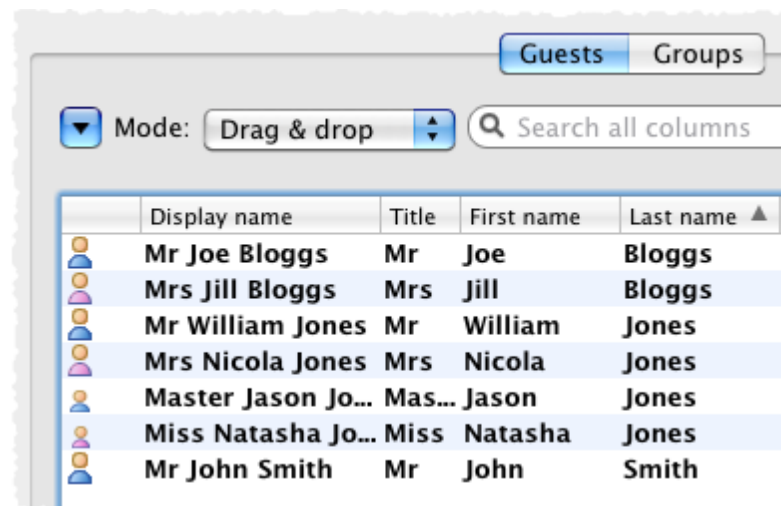 Guests Groups
Mode: Drag & drop Search all columns
Display name Title First name Last name
Mr Joe Bloggs Mr Joe Bloggs
Mrs Jill Bloggs Mrs Jill Bloggs
Mr William Jones Mr William Jones
Mrs Nicola Jones Mrs Nicola Jones
Master Jason Jo... Mas... Jason Jones
Miss Natasha Jo... Miss Natasha Jones
Mr John Smith Mr John Smith